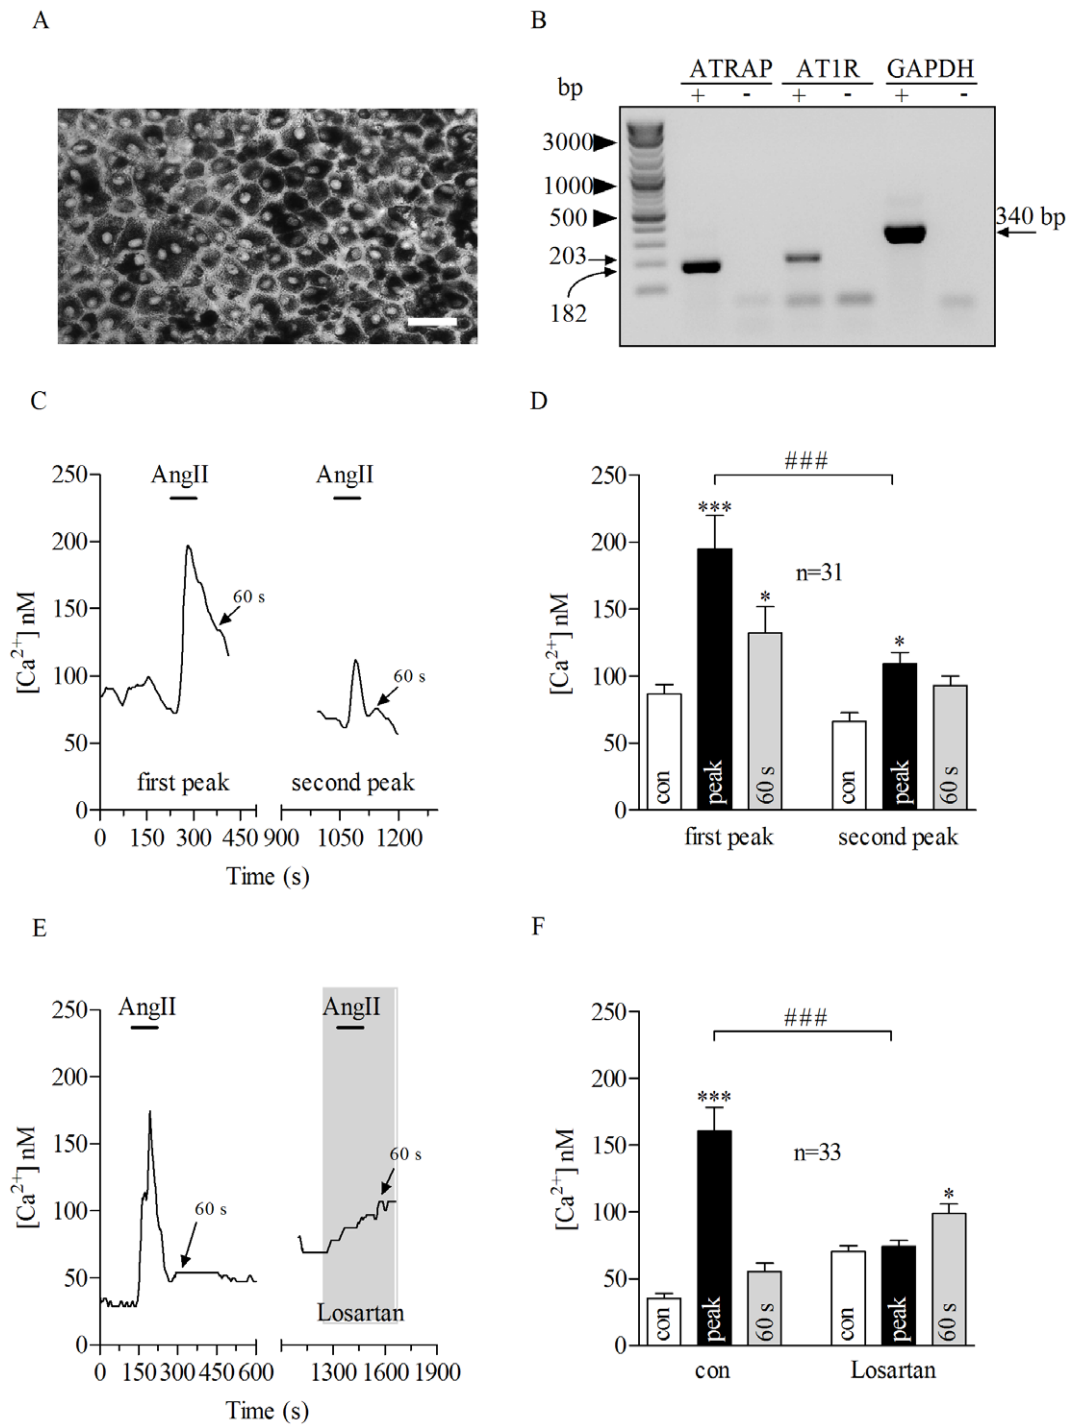 A
B
ATRAP AT1R GAPDH
bp + - + - + -
3000
1000
500
203
182
340 bp
C
250
200
150
100
50
0
[Ca2+] nM
AngII
AngII
60 s
60 s
first peak
second peak
0 150 300 450 900 1050 1200
Time (s)
D
250
200
150
100
50
0
[Ca2+] nM
###
***
*
n=31
*
con peak 60 s con peak 60 s
first peak second peak
E
250
200
150
100
50
0
[Ca2+] nM
AngII
AngII
60 s
60 s
Losartan
0 150 300 450 600 1300 1600 1900
Time (s)
F
250
200
150
100
50
0
[Ca2+] nM
###
***
n=33
*
con peak 60 s con peak 60 s
con Losartan